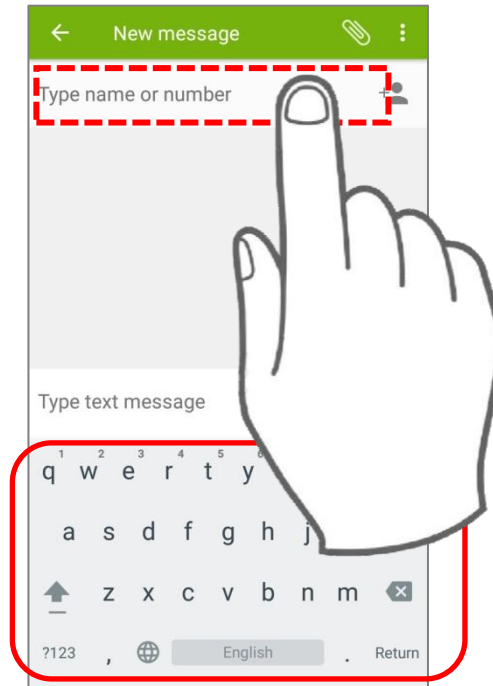 New message
Type name or number
Type text message
1 2 3 4 5 6
q w e r t y
a s d f g h j
z x c v b n m
?123 , English . Return